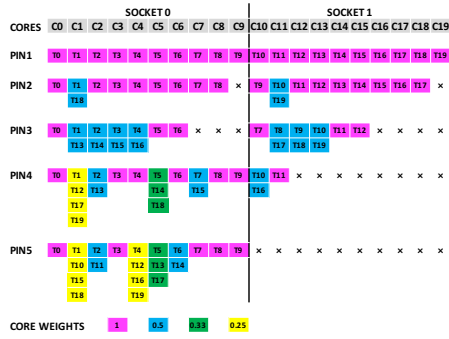 SOCKET 0 SOCKET 1
CORES C0 C1 C2 C3 C4 C5 C6 C7 C8 C9 C10 C11 C12 C13 C14 C15 C16 C17 C18 C19
PIN1 T0 T1 T2 T3 T4 T5 T6 T7 T8 T9 T10 T11 T12 T13 T14 T15 T16 T17 T18 T19
PIN2 T0 T1 T2 T3 T4 T5 T6 T7 T8 × T9 T10 T11 T12 T13 T14 T15 T16 T17 ×
T18 T19
PIN3 T0 T1 T2 T3 T4 T5 T6 × × × T7 T8 T9 T10 T11 T12 × × × ×
T13 T14 T15 T16 T17 T18 T19
PIN4 T0 T1 T2 T3 T4 T5 T6 T7 T8 T9 T10 T11 × × × × × × × ×
T12 T13 T14 T15 T16
T17 T18
T19
PIN5 T0 T1 T2 T3 T4 T5 T6 T7 T8 T9 × × × × × × × × × ×
T10 T11 T12 T13 T14
T15 T16 T17
T18 T19
CORE WEIGHTS 1 0.5 0.33 0.25